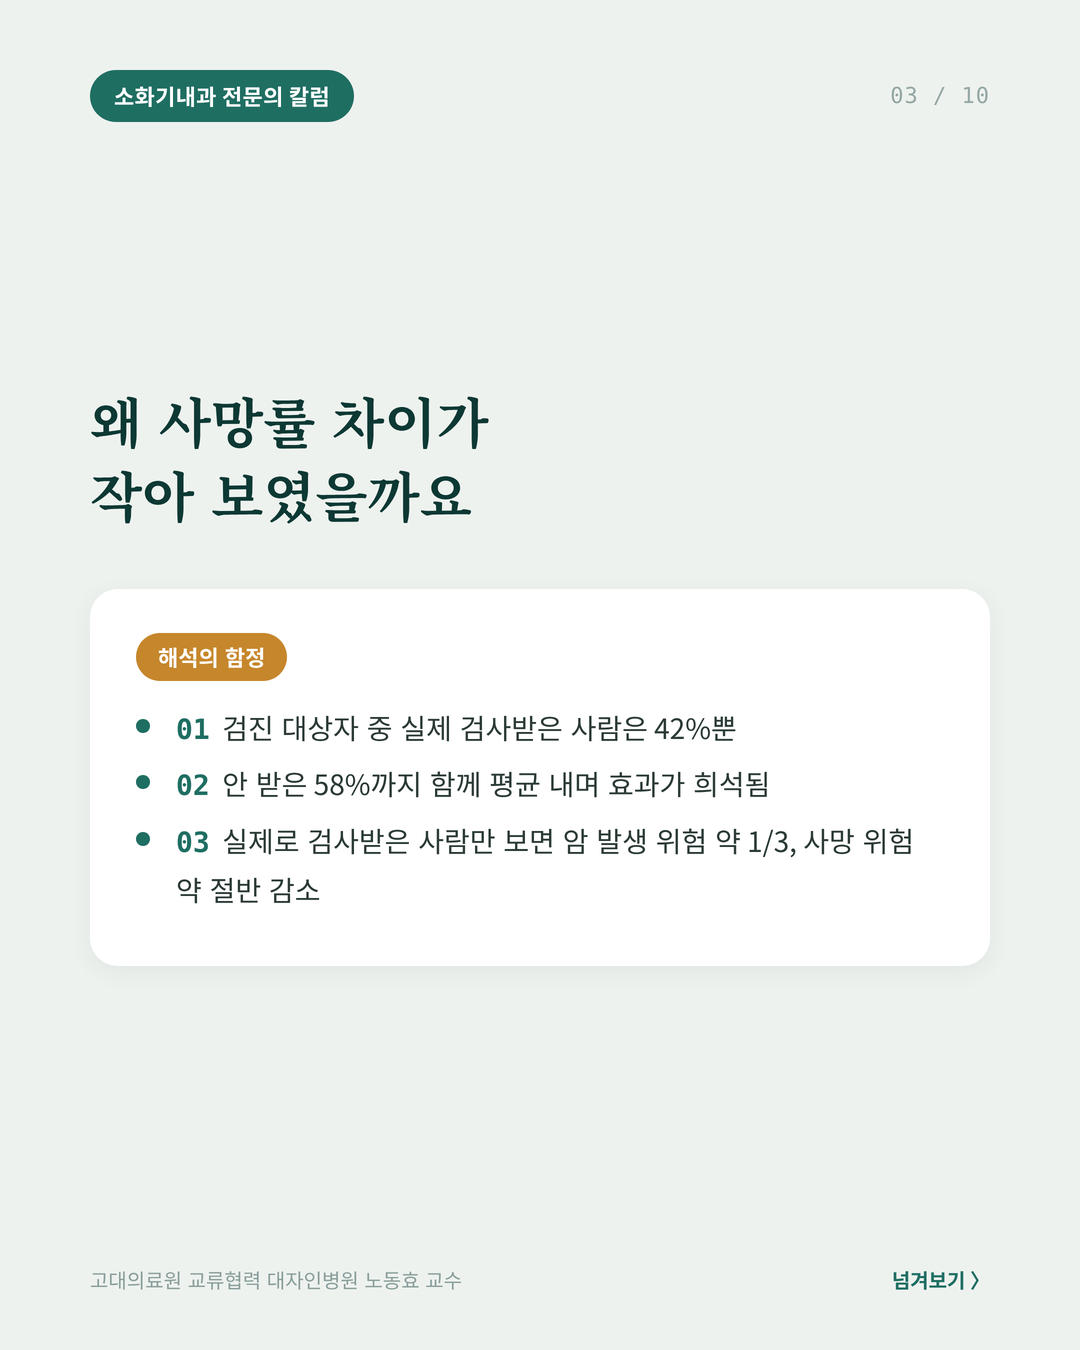 소화기내과 전문의 칼럼
03 / 10
왜 사망률 차이가
작아 보였을까요
해석의 함정
01 검진 대상자 중 실제 검사받은 사람은 42%뿐
02 안 받은 58%까지 함께 평균 내며 효과가 희석됨
03 실제로 검사받은 사람만 보면 암 발생 위험 약 1/3, 사망 위험
약 절반 감소
고대의료원 교류협력 대자인병원 노동효 교수
넘겨보기 〉